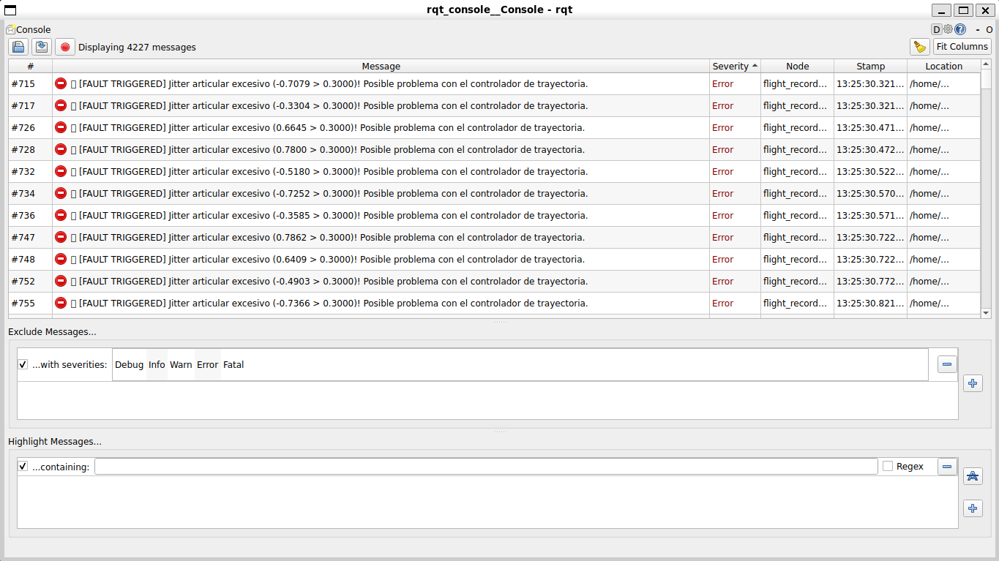 rqt_console__Console - rqt
Console D - O
Displaying 4227 messages Fit Columns
# Message Severity Node Stamp Location
#715 [FAULT TRIGGERED] Jitter articular excesivo (-0.7079 > 0.3000)! Posible problema con el controlador de trayectoria. Error flight_record... 13:25:30.321... /home/...
#717 [FAULT TRIGGERED] Jitter articular excesivo (-0.3304 > 0.3000)! Posible problema con el controlador de trayectoria. Error flight_record... 13:25:30.321... /home/...
#726 [FAULT TRIGGERED] Jitter articular excesivo (0.6645 > 0.3000)! Posible problema con el controlador de trayectoria. Error flight_record... 13:25:30.471... /home/...
#728 [FAULT TRIGGERED] Jitter articular excesivo (0.7800 > 0.3000)! Posible problema con el controlador de trayectoria. Error flight_record... 13:25:30.472... /home/...
#732 [FAULT TRIGGERED] Jitter articular excesivo (-0.5180 > 0.3000)! Posible problema con el controlador de trayectoria. Error flight_record... 13:25:30.522... /home/...
#734 [FAULT TRIGGERED] Jitter articular excesivo (-0.7252 > 0.3000)! Posible problema con el controlador de trayectoria. Error flight_record... 13:25:30.570... /home/...
#736 [FAULT TRIGGERED] Jitter articular excesivo (-0.3585 > 0.3000)! Posible problema con el controlador de trayectoria. Error flight_record... 13:25:30.571... /home/...
#747 [FAULT TRIGGERED] Jitter articular excesivo (0.7862 > 0.3000)! Posible problema con el controlador de trayectoria. Error flight_record... 13:25:30.722... /home/...
#748 [FAULT TRIGGERED] Jitter articular excesivo (0.6409 > 0.3000)! Posible problema con el controlador de trayectoria. Error flight_record... 13:25:30.722... /home/...
#752 [FAULT TRIGGERED] Jitter articular excesivo (-0.4903 > 0.3000)! Posible problema con el controlador de trayectoria. Error flight_record... 13:25:30.772... /home/...
#755 [FAULT TRIGGERED] Jitter articular excesivo (-0.7366 > 0.3000)! Posible problema con el controlador de trayectoria. Error flight_record... 13:25:30.821... /home/...
Exclude Messages...
...with severities: Debug Info Warn Error Fatal
Highlight Messages...
...containing: Regex